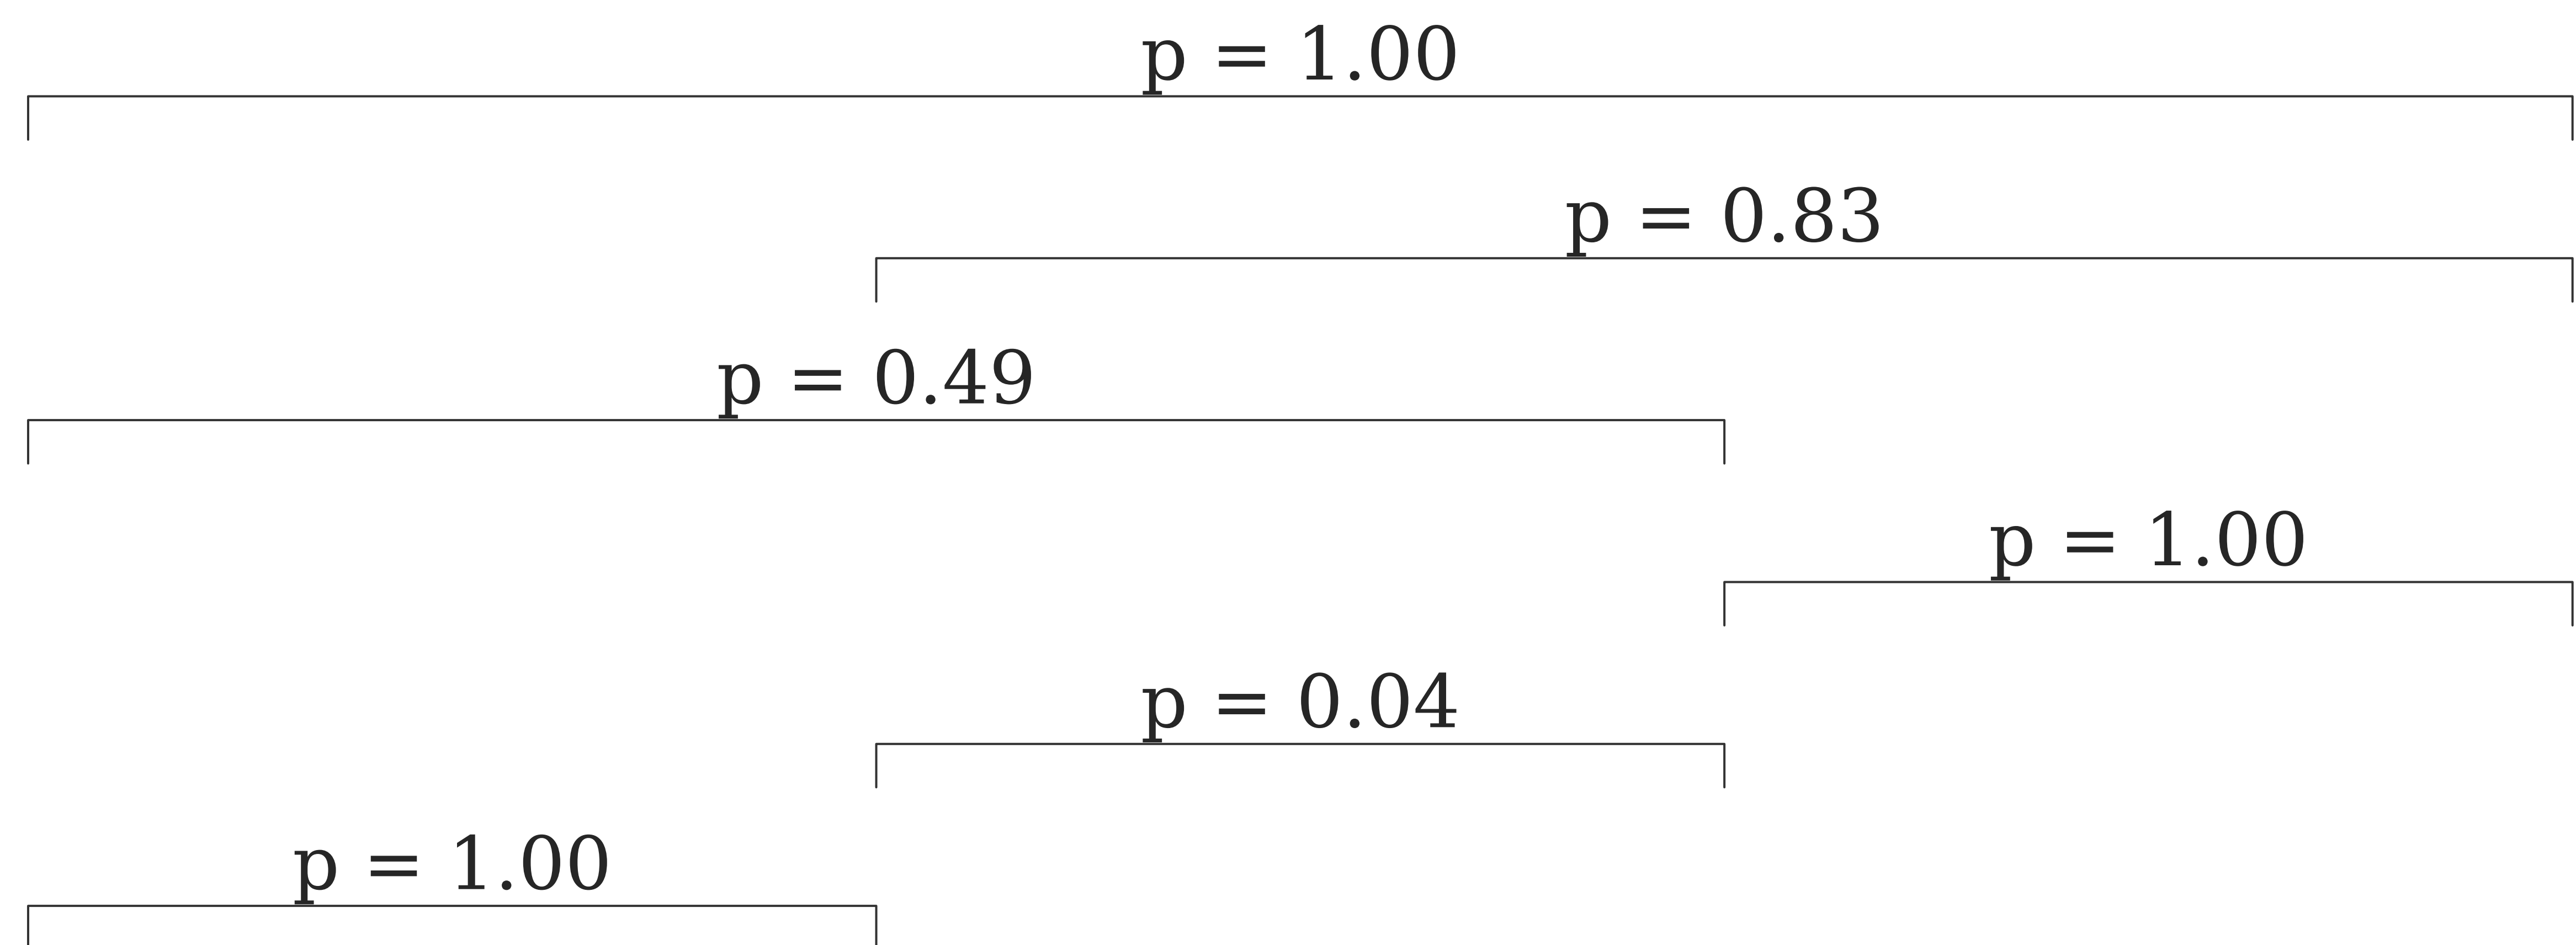 p = 1.00
p = 0.83
p = 0.49
p = 1.00
p = 0.04
p = 1.00